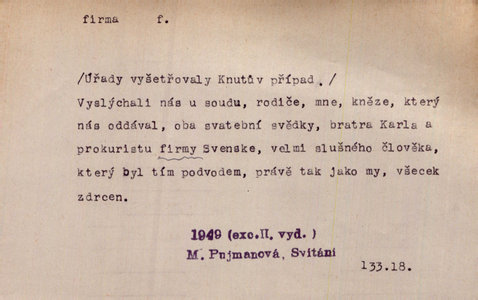 firma f.
/Úřady vyšetřovaly Knutův případ./
Vyslýchali nás u soudu, rodiče, mne, kněze, který
nás oddával, oba svatební svědky, bratra Karla a
prokuristu firmy Svenske, velmi slušného člověka,
který byl tím podvodem, právě tak jako my, všecek
zdrcen.
1949 (exc.II. vyd.)
M. Pujmanová, Svítání
133.18.